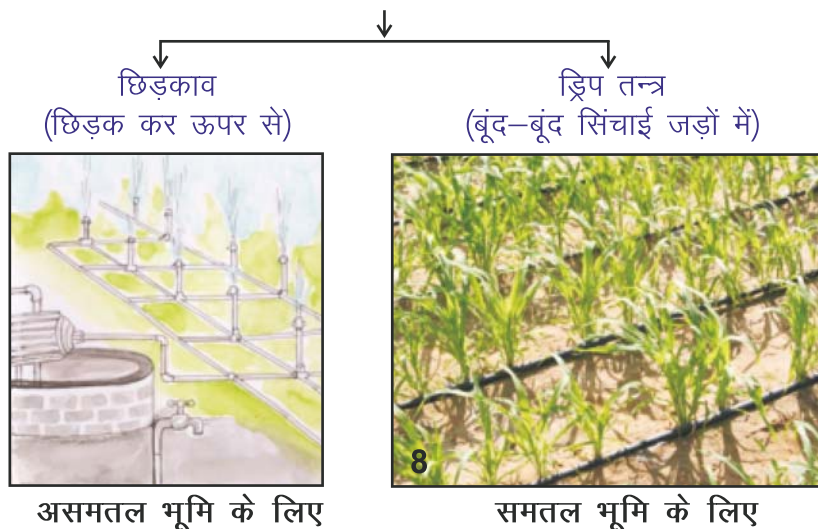 छिड़काव
(छिड़क कर ऊपर से)
ड्रिप तन्त्र
(बूंद–बूंद सिंचाई जड़ों में)
8
असमतल भूमि के लिए
समतल भूमि के लिए